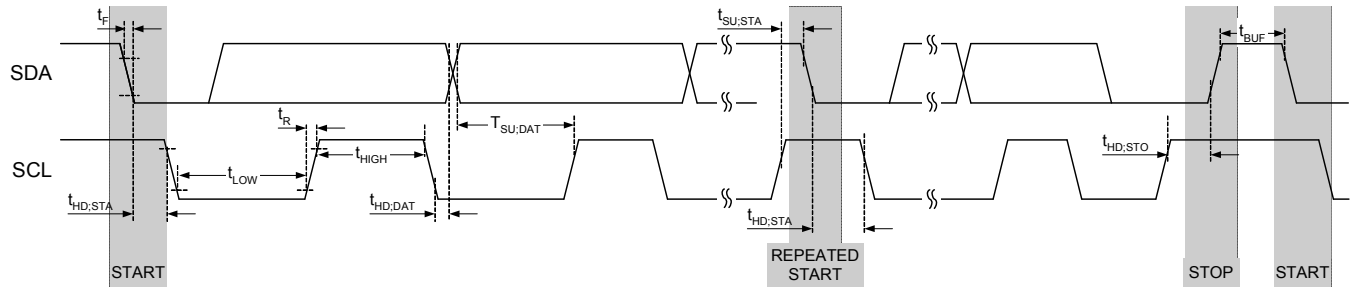 tF
tSU;STA
tBUF
SDA
tR
TSU;DAT
tHIGH
tHD;STO
SCL
tLOW
tHD;STA
tHD;DAT
tHD;STA
START
REPEATED
START
STOP
START